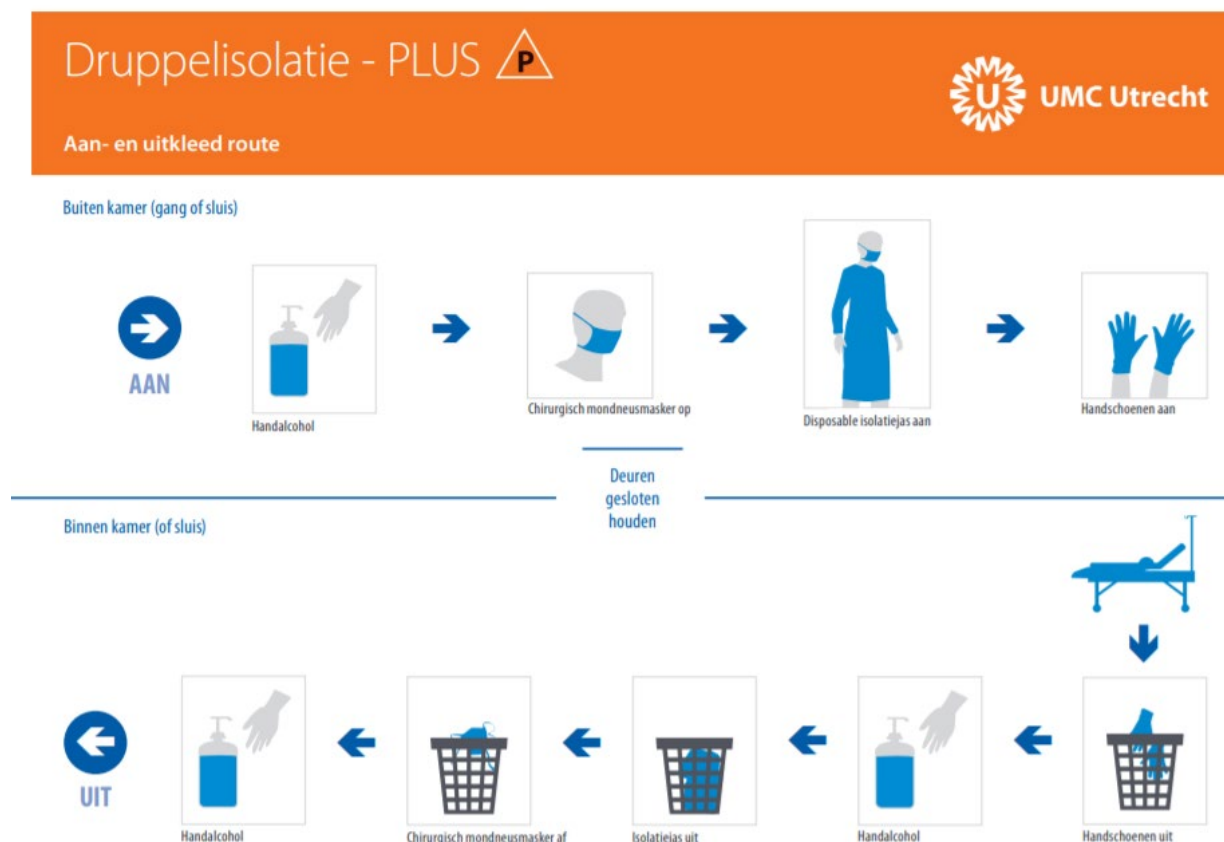 Druppelisolatie - PLUS P
U UMC Utrecht
Aan- en uitkleed route
Buiten kamer (gang of sluis)
AAN
Handalcohol
Chirurgisch mondneusmasker op
Disposable isolatiejas aan
Handschoenen aan
Deuren
gesloten
houden
Binnen kamer (of sluis)
UIT
Handalcohol
Chirurgisch mondneusmasker af
Isolatiejas uit
Handalcohol
Handschoenen uit